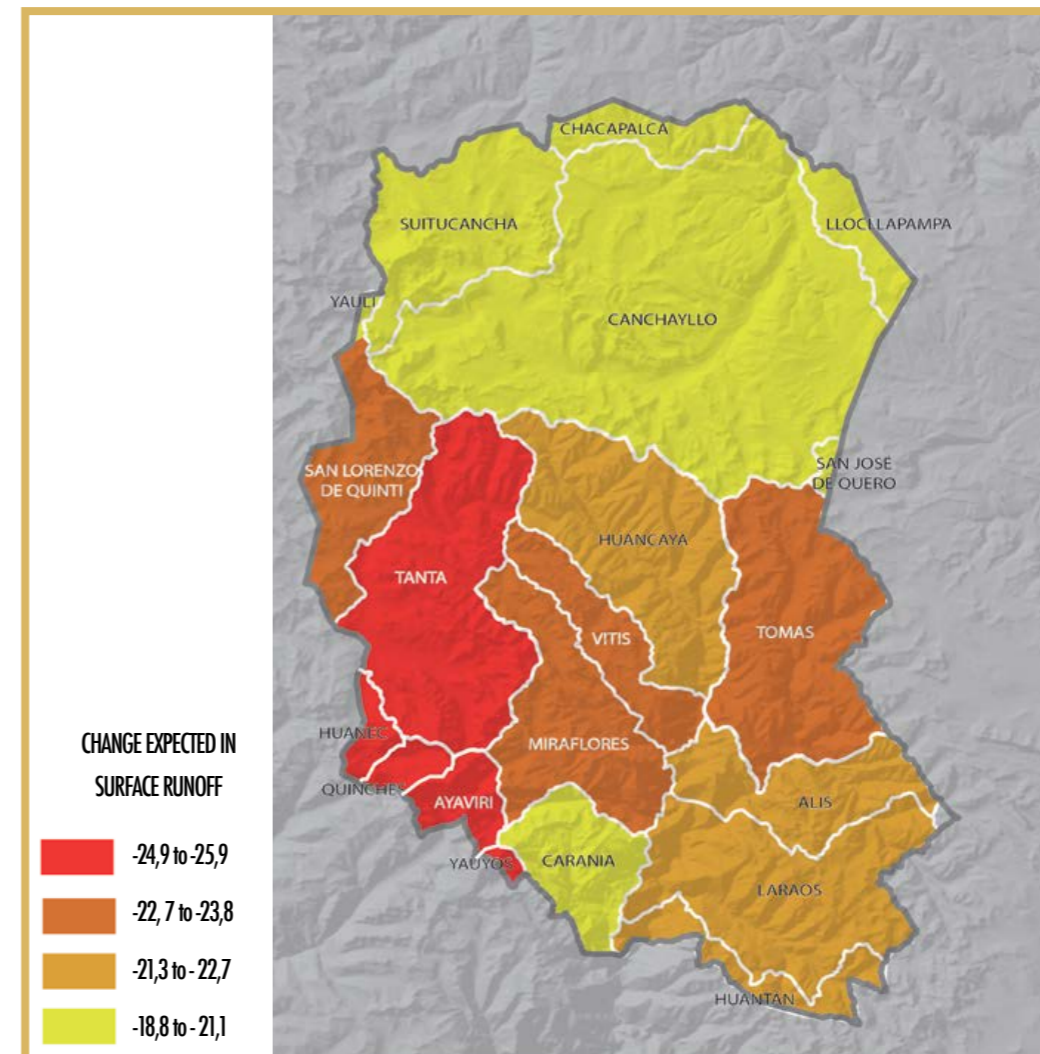 CHACAPALCA
SUITUCANCHA
LLOCLLAPAMPA
YAULI
CANCHAYLLO
SAN LORENZO
DE QUINTI
SAN JOSÉ
DE QUERO
HUANCAYA
TANTA
VITIS
TOMAS
HUANEC
MIRAFLORES
QUINCHES
AYAVIRI
ALIS
YAUYOS
CARANIA
LARAOS
HUANTAN
CHANGE EXPECTED IN
SURFACE RUNOFF
-24,9 to -25,9
-22, 7 to -23,8
-21,3 to - 22,7
-18,8 to - 21,1